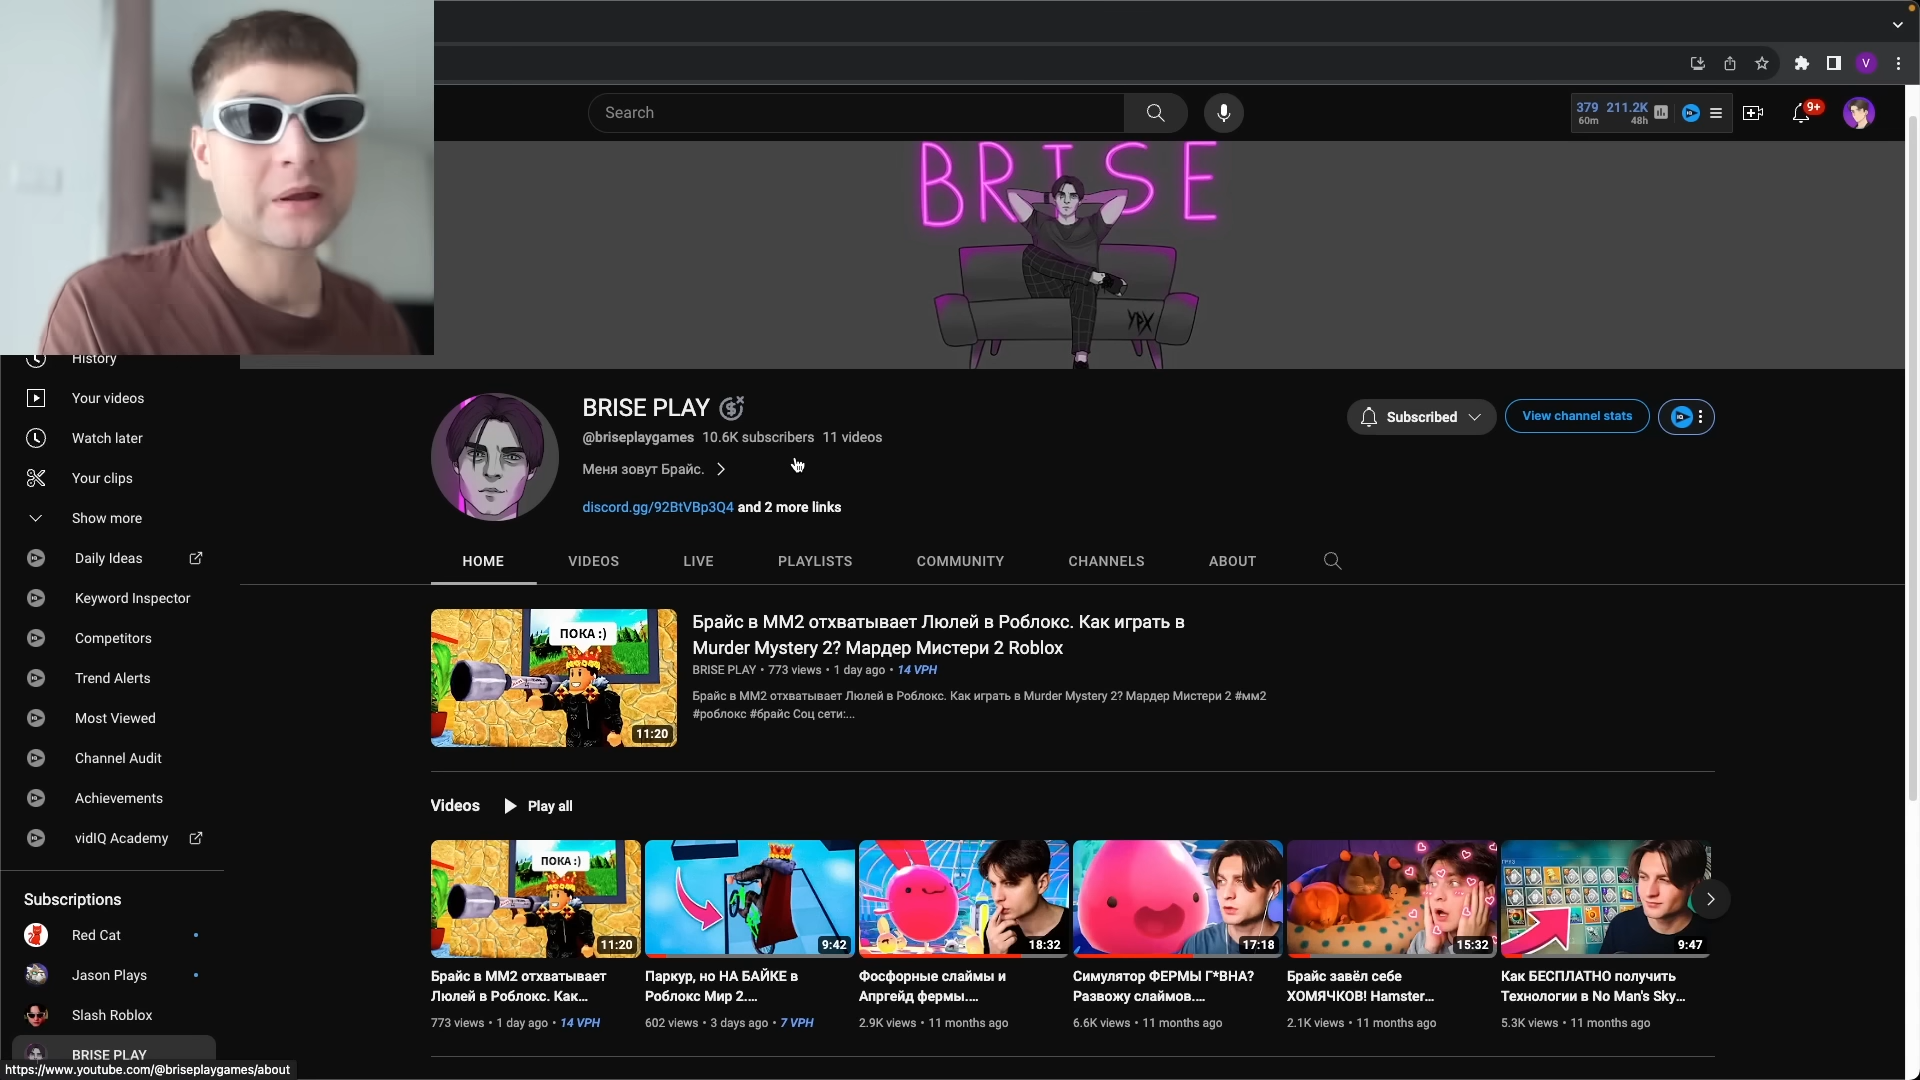 V
Search
379 211.2K
60m 48h
9+
BRISE
YPX
History
Your videos
Watch later
Your clips
Show more
Daily Ideas
Keyword Inspector
Competitors
Trend Alerts
Most Viewed
Channel Audit
Achievements
vidIQ Academy
Subscriptions
Red Cat
Jason Plays
Slash Roblox
BRISE PLAY
https://www.youtube.com/@briseplaygames/about
BRISE PLAY
@briseplaygames 10.6K subscribers 11 videos
Меня зовут Брайс.
discord.gg/92BtVBp3Q4 and 2 more links
Subscribed
View channel stats
HOME VIDEOS LIVE PLAYLISTS COMMUNITY CHANNELS ABOUT
ПОКА :)
11:20
Брайс в ММ2 отхватывает Люлей в Роблокс. Как играть в
Murder Mystery 2? Мардер Мистери 2 Roblox
BRISE PLAY • 773 views • 1 day ago • 14 VPH
Брайс в ММ2 отхватывает Люлей в Роблокс. Как играть в Murder Mystery 2? Мардер Мистери 2 #мм2
#роблокс #брайс Соц сети:...
Videos Play all
ПОКА :)
11:20
9:42
18:32
17:18
15:32
9:47
Брайс в ММ2 отхватывает
Люлей в Роблокс. Как...
773 views • 1 day ago • 14 VPH
Паркур, но НА БАЙКЕ в
Роблокс Мир 2....
602 views • 3 days ago • 7 VPH
Фосфорные слаймы и
Апргейд фермы....
2.9K views • 11 months ago
Симулятор ФЕРМЫ Г*ВНА?
Развожу слаймов....
6.6K views • 11 months ago
Брайс завёл себе
ХОМЯЧКОВ! Hamster...
2.1K views • 11 months ago
Как БЕСПЛАТНО получить
Технологии в No Man's Sky...
5.3K views • 11 months ago